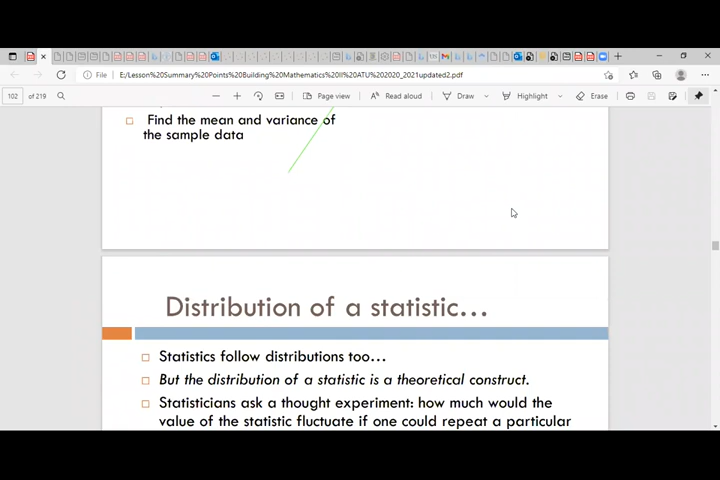 File
E:/Lesson%20Summary%20Points%20Building%20Mathematics%20II%20ATU%202020_2021updated2.pdf
102 of 219
Page view
Read aloud
Draw
Highlight
Erase
Find the mean and variance of
the sample data
Distribution of a statistic…
Statistics follow distributions too…
But the distribution of a statistic is a theoretical construct.
Statisticians ask a thought experiment: how much would the
value of the statistic fluctuate if one could repeat a particular